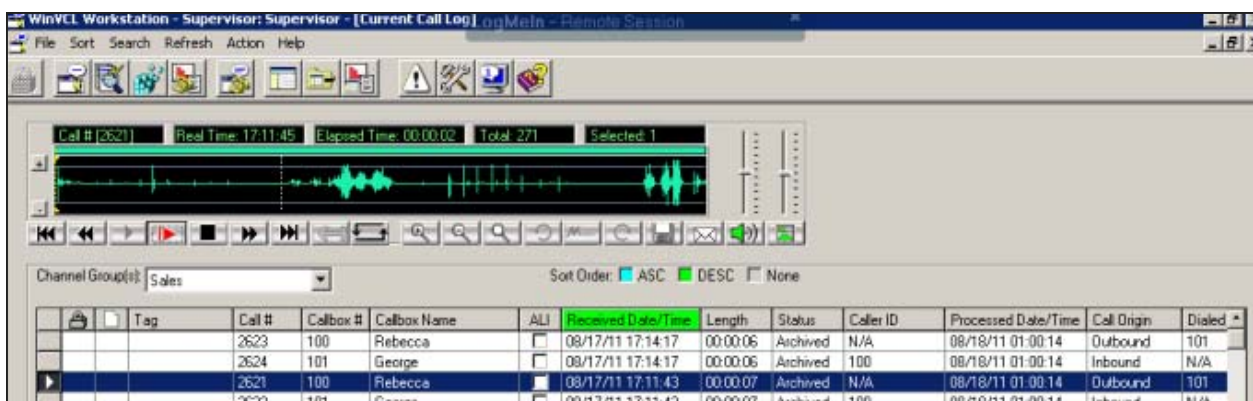 WinVCL Workstation - Supervisor: Supervisor - [Current Call Log]
LogMeIn - Remote Session
File Sort Search Refresh Action Help
Call # [2621] Real Time: 17:11:45 Elapsed Time: 00:00:02 Total: 271 Selected: 1
Channel Group(s): Sales Sort Order: ASC DESC None
Tag Call # Callbox # Callbox Name ALI Received Date/Time Length Status Caller ID Processed Date/Time Call Origin Dialed
2623 100 Rebecca 08/17/11 17:14:17 00:00:06 Archived N/A 08/18/11 01:00:14 Outbound 101
2624 101 George 08/17/11 17:14:17 00:00:06 Archived 100 08/18/11 01:00:14 Inbound N/A
2621 100 Rebecca 08/17/11 17:11:43 00:00:07 Archived N/A 08/18/11 01:00:14 Outbound 101